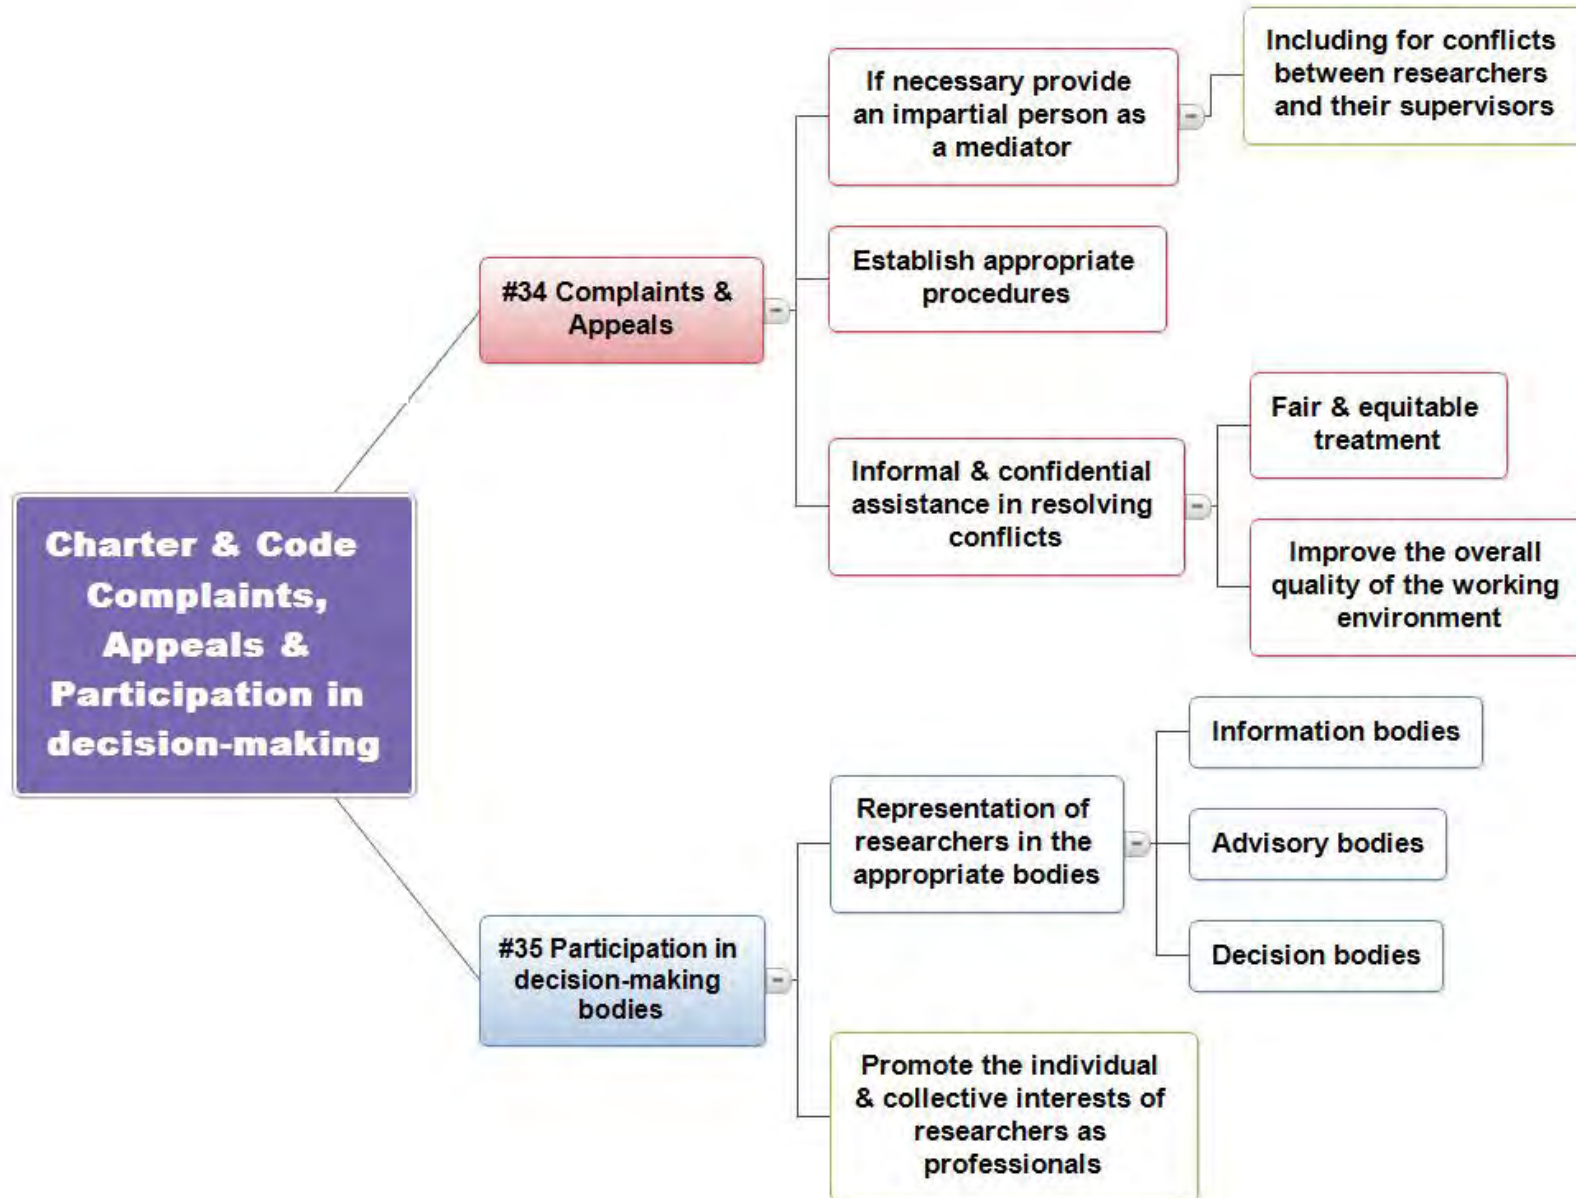 Charter & Code
Complaints,
Appeals &
Participation in
decision-making
#34 Complaints &
Appeals
If necessary provide
an impartial person as
a mediator
Including for conflicts
between researchers
and their supervisors
Establish appropriate
procedures
Informal & confidential
assistance in resolving
conflicts
Fair & equitable
treatment
Improve the overall
quality of the working
environment
#35 Participation in
decision-making
bodies
Representation of
researchers in the
appropriate bodies
Information bodies
Advisory bodies
Decision bodies
Promote the individual
& collective interests of
researchers as
professionals